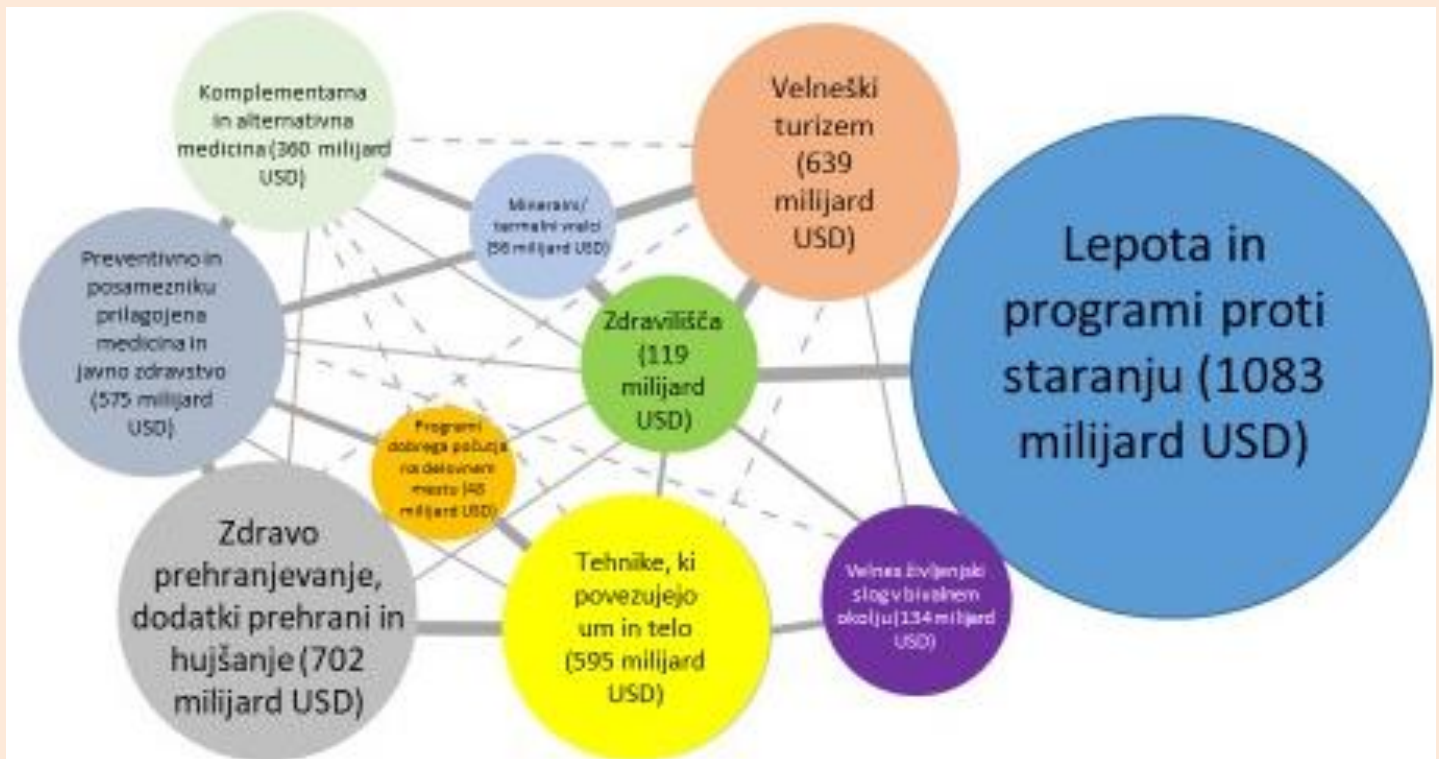 Komplementarna
in alternativna
medicina (360 milijard
USD)
Velneški
turizem
(639
milijard
USD)
Lepota in
programi proti
staranju (1083
milijard USD)
Mineralni/
termalni vrelci
(56 milijard USD)
Preventivno in
posamezniku
prilagojena
medicina in
javno zdravstvo
(575 milijard
USD)
Zdravilišča
(119
milijard
USD)
Programi
dobrega počutja
na delovnem
mestu (48
milijard USD)
Zdravo
prehranjevanje,
dodatki prehrani in
hujšanje (702
milijard USD)
Tehnike, ki
povezujejo
um in telo
(595 milijard
USD)
Velnes življenjski
slog v bivalnem
okolju (134 milijard
USD)